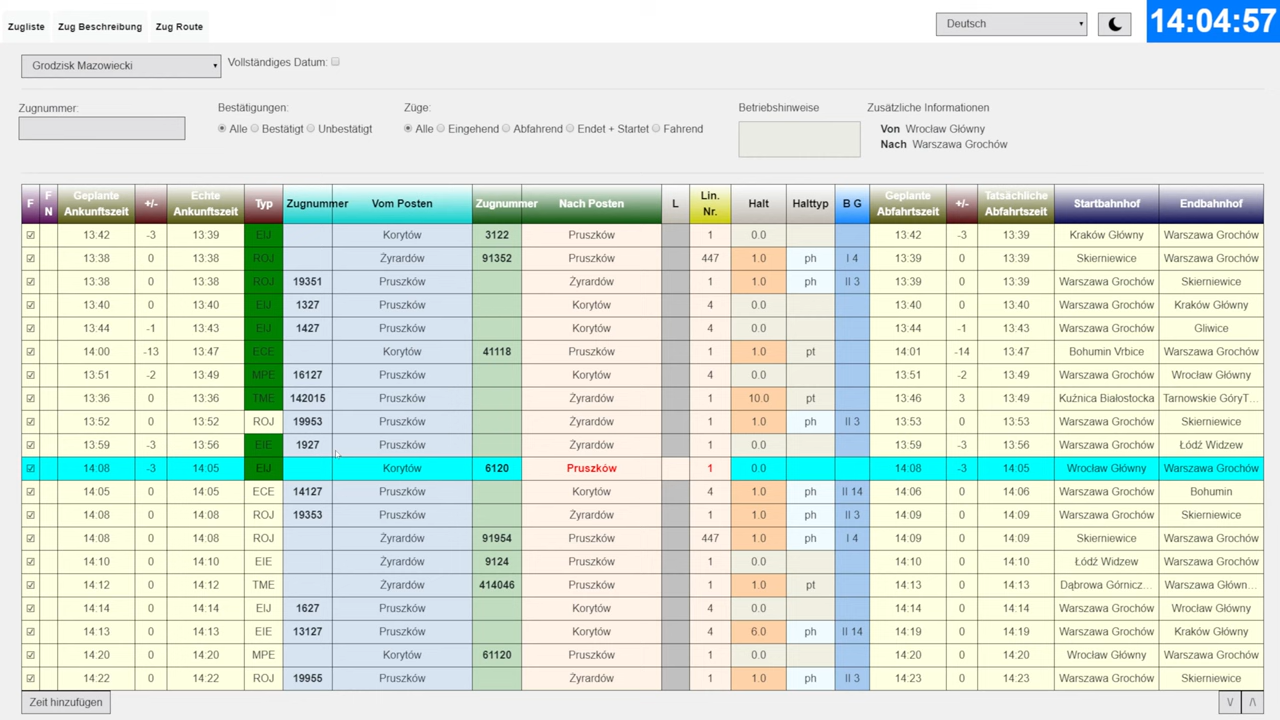 Zugliste Zug Beschreibung Zug Route Deutsch 14:04:57
Grodzisk Mazowiecki Vollständiges Datum:
Zugnummer: Bestätigungen: Züge: Betriebshinweise Zusätzliche Informationen
Alle Bestätigt Unbestätigt Alle Eingehend Abfahrend Endet + Startet Fahrend Von Wrocław Główny
Nach Warszawa Grochów
F F N Geplante Ankunftszeit +/- Echte Ankunftszeit Typ Zugnummer Vom Posten Zugnummer Nach Posten L Lin. Nr. Halt Halttyp B G Geplante Abfahrtszeit +/- Tatsächliche Abfahrtszeit Startbahnhof Endbahnhof
13:42 -3 13:39 EIJ Korytów 3122 Pruszków 1 0.0 13:42 -3 13:39 Kraków Główny Warszawa Grochów
13:38 0 13:38 ROJ Żyrardów 91352 Pruszków 447 1.0 ph I 4 13:39 0 13:39 Skierniewice Warszawa Grochów
13:38 0 13:38 ROJ 19351 Pruszków Żyrardów 1 1.0 ph II 3 13:39 0 13:39 Warszawa Grochów Skierniewice
13:40 0 13:40 EIJ 1327 Pruszków Korytów 4 0.0 13:40 0 13:40 Warszawa Grochów Kraków Główny
13:44 -1 13:43 EIJ 1427 Pruszków Korytów 4 0.0 13:44 -1 13:43 Warszawa Grochów Gliwice
14:00 -13 13:47 ECE Korytów 41118 Pruszków 1 1.0 pt 14:01 -14 13:47 Bohumin Vrbice Warszawa Grochów
13:51 -2 13:49 MPE 16127 Pruszków Korytów 4 0.0 13:51 -2 13:49 Warszawa Grochów Wrocław Główny
13:36 0 13:36 TME 142015 Pruszków Żyrardów 1 10.0 pt 13:46 3 13:49 Kuźnica Białostocka Tarnowskie GóryT...
13:52 0 13:52 ROJ 19953 Pruszków Żyrardów 1 1.0 ph II 3 13:53 0 13:53 Warszawa Grochów Skierniewice
13:59 -3 13:56 EIE 1927 Pruszków Żyrardów 1 0.0 13:59 -3 13:56 Warszawa Grochów Łódź Widzew
14:08 -3 14:05 EIJ Korytów 6120 Pruszków 1 0.0 14:08 -3 14:05 Wrocław Główny Warszawa Grochów
14:05 0 14:05 ECE 14127 Pruszków Korytów 4 1.0 ph II 14 14:06 0 14:06 Warszawa Grochów Bohumin
14:08 0 14:08 ROJ 19353 Pruszków Żyrardów 1 1.0 ph II 3 14:09 0 14:09 Warszawa Grochów Skierniewice
14:08 0 14:08 ROJ Żyrardów 91954 Pruszków 447 1.0 ph I 4 14:09 0 14:09 Skierniewice Warszawa Grochów
14:10 0 14:10 EIE Żyrardów 9124 Pruszków 1 0.0 14:10 0 14:10 Łódź Widzew Warszawa Grochów
14:12 0 14:12 TME Żyrardów 414046 Pruszków 1 1.0 pt 14:13 0 14:13 Dąbrowa Górnicz... Warszawa Główn...
14:14 0 14:14 EIJ 1627 Pruszków Korytów 4 0.0 14:14 0 14:14 Warszawa Grochów Wrocław Główny
14:13 0 14:13 EIE 13127 Pruszków Korytów 4 6.0 ph II 14 14:19 0 14:19 Warszawa Grochów Kraków Główny
14:20 0 14:20 MPE Korytów 61120 Pruszków 1 0.0 14:20 0 14:20 Wrocław Główny Warszawa Grochów
14:22 0 14:22 ROJ 19955 Pruszków Żyrardów 1 1.0 ph II 3 14:23 0 14:23 Warszawa Grochów Skierniewice
Zeit hinzufügen